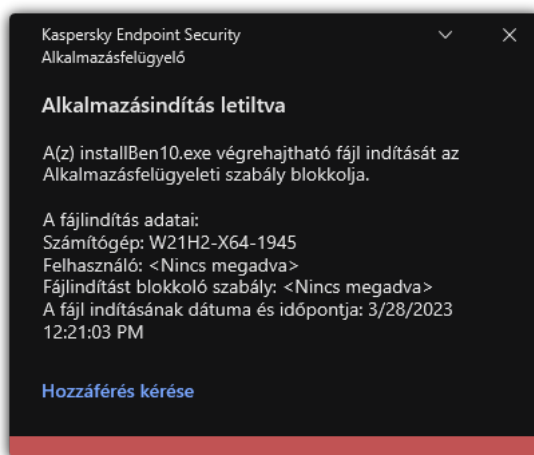 Kaspersky Endpoint Security
Alkalmazásfelügyelő
Alkalmazásindítás letiltva
A(z) installBen10.exe végrehajtható fájl indítását az
Alkalmazásfelügyeleti szabály blokkolja.
A fájlindítás adatai:
Számítógép: W21H2-X64-1945
Felhasználó: <Nincs megadva>
Fájlindítást blokkoló szabály: <Nincs megadva>
A fájl indításának dátuma és időpontja: 3/28/2023
12:21:03 PM
Hozzáférés kérése